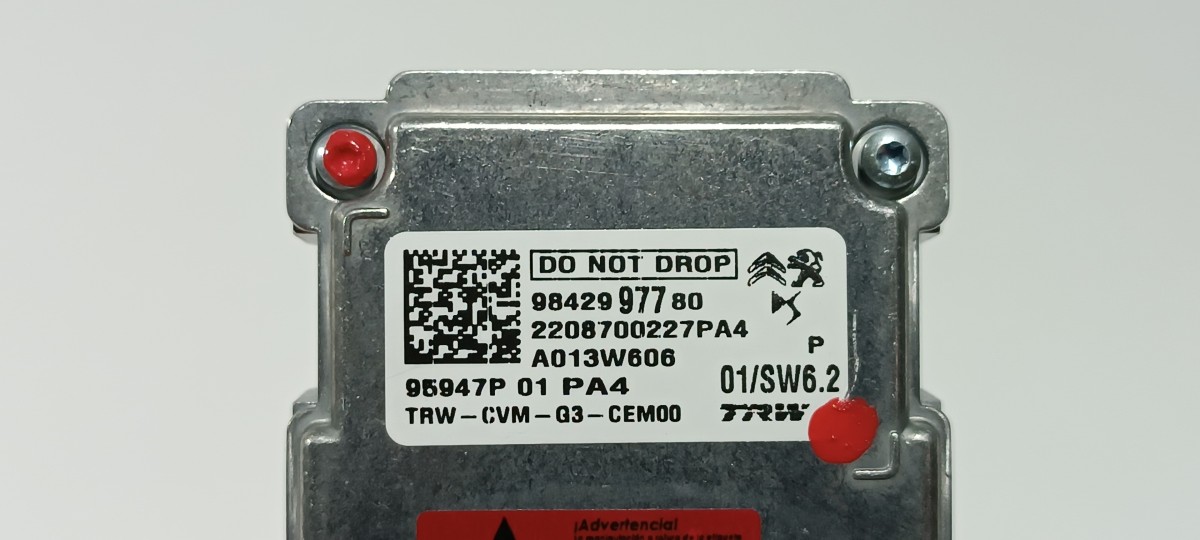 DO NOT DROP
98429 977 80
2208700227PA4
P
A013W606
95947P 01 PA4
01/SW6.2
TRW-CVM-G3-CEM00
TRW
¡Advertencia!